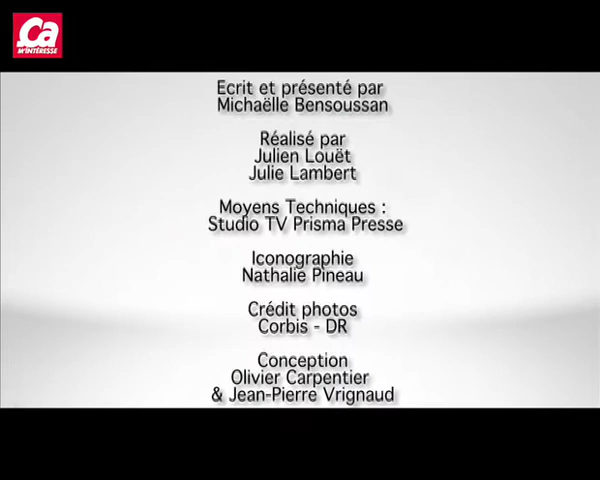 Ça
M'INTÉRESSE
Ecrit et présenté par
Michaëlle Bensoussan
Réalisé par
Julien Louët
Julie Lambert
Moyens Techniques :
Studio TV Prisma Presse
Iconographie
Nathalie Pineau
Crédit photos
Corbis - DR
Conception
Olivier Carpentier
& Jean-Pierre Vrignaud